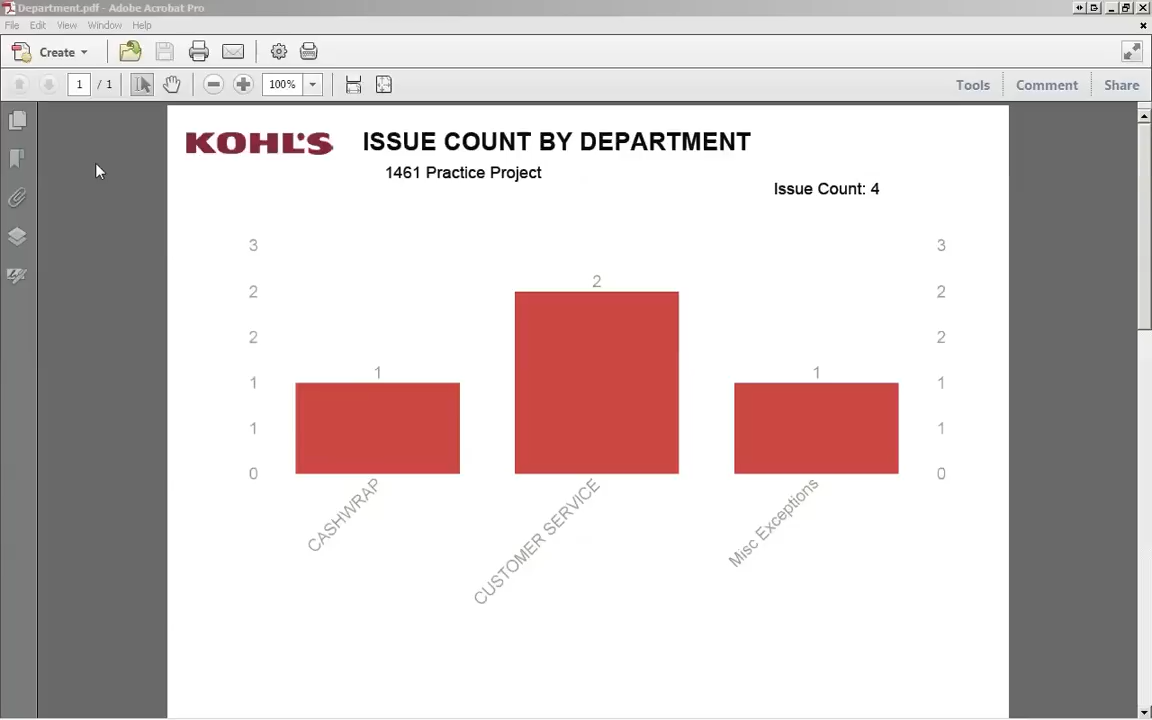 Department.pdf - Adobe Acrobat Pro
File Edit View Window Help
Create
1 / 1 100% Tools Comment Share
KOHL'S ISSUE COUNT BY DEPARTMENT
1461 Practice Project
Issue Count: 4
3 3
2 2 2
2 2
1 1 1 1
1 1
0 0
CASHWRAP CUSTOMER SERVICE Misc Exceptions